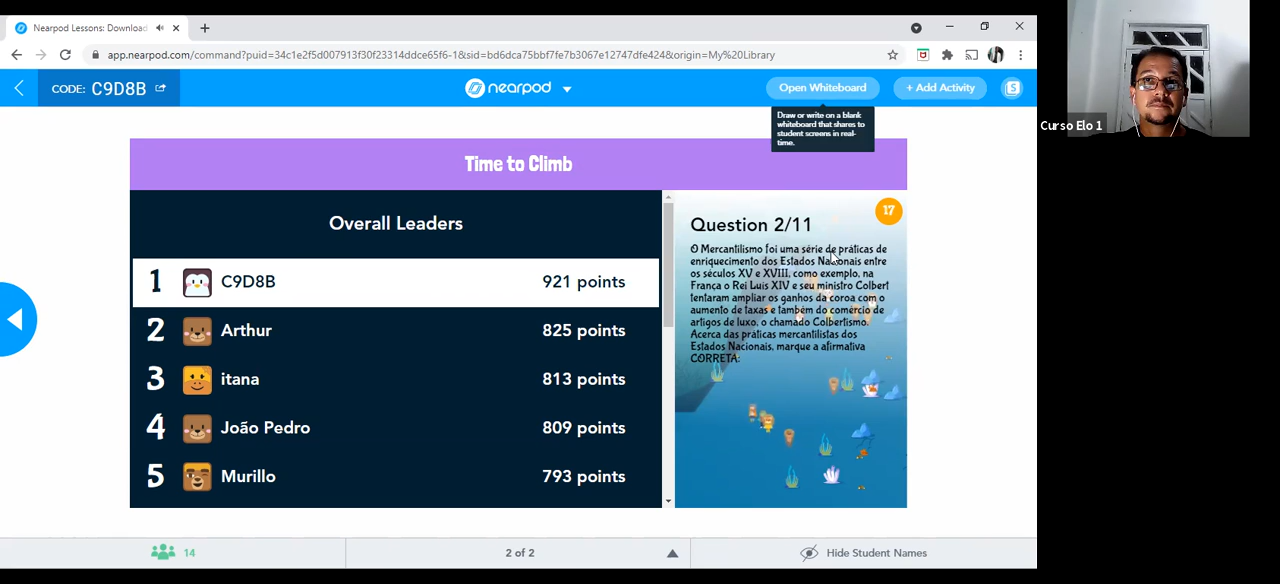 Nearpod Lessons: Download
app.nearpod.com/command?puid=34c1e2f5d007913f30f23314ddce65f6-1&sid=bd6dca75bbf7fe7b3067e12747dfe424&origin=My%20Library
CODE: C9D8B
nearpod
Open Whiteboard
+ Add Activity
S
Draw or write on a blank
whiteboard that shares to
student screens in real-
time.
Curso Elo 1
Time to Climb
Overall Leaders
1 C9D8B 921 points
2 Arthur 825 points
3 itana 813 points
4 João Pedro 809 points
5 Murillo 793 points
17
Question 2/11
O Mercantilismo foi uma série de práticas de
enriquecimento dos Estados Nacionais entre
os séculos XV e XVIII, como exemplo, na
França o Rei Luís XIV e seu ministro Colbert
tentaram ampliar os ganhos da coroa com o
aumento de taxas e também do comércio de
artigos de luxo, o chamado Colbertismo.
Acerca das práticas mercantilistas dos
Estados Nacionais, marque a afirmativa
CORRETA:
14
2 of 2
Hide Student Names